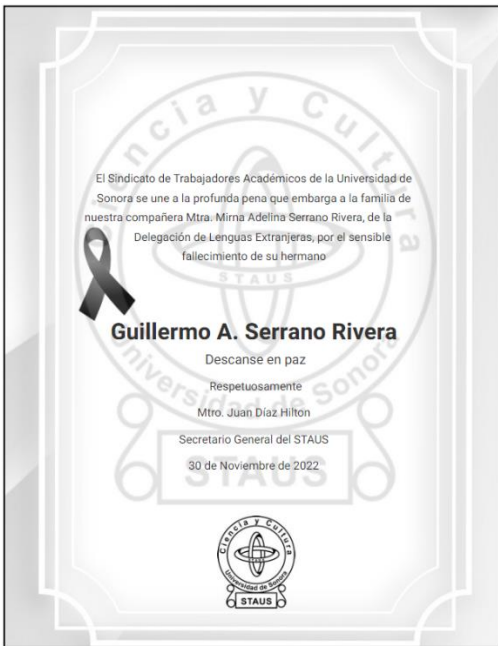 El Sindicato de Trabajadores Académicos de la Universidad de
Sonora se une a la profunda pena que embarga a la familia de
nuestra compañera Mtra. Mirna Adelina Serrano Rivera, de la
Delegación de Lenguas Extranjeras, por el sensible
fallecimiento de su hermano
Guillermo A. Serrano Rivera
Descanse en paz
Respetuosamente
Mtro. Juan Díaz Hilton
Secretario General del STAUS
30 de Noviembre de 2022
Ciencia y Cultura
STAUS
Universidad de Sonora
STAUS
Ciencia y Cultura
Universidad de Sonora
STAUS